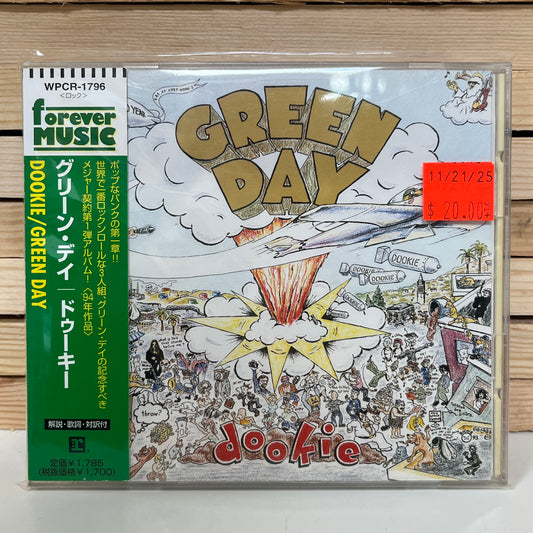 WPCR-1796
〈ロック〉
forever
MUSIC
DOOKIE/GREEN DAY
グリーン・デイ｜ドゥーキー
ポップなパンクの第一章!!
世界で一番ロックンロールな3人組、グリーン・デイの記念すべき
メジャー契約第1弾アルバム!〈'94年作品〉
解説・歌詞・対訳付
定価¥1,785
(税抜価格¥1,700)
GREEN
DAY
11/21/25
$ 20.00
DOOKIE
DOOKIE
DOOKIE
throw?
dookie